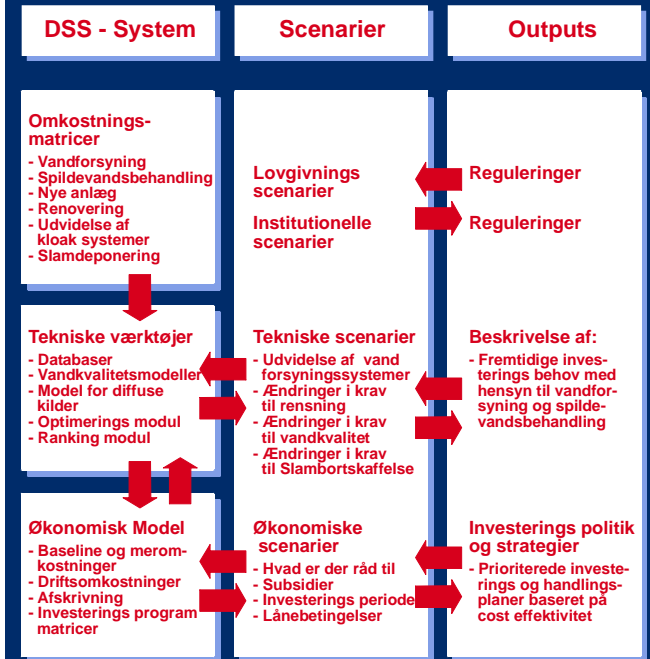 DSS - System
Scenarier
Outputs
Omkostnings-
matricer
- Vandforsyning
- Spildevandsbehandling
- Nye anlæg
- Renovering
- Udvidelse af
kloak systemer
- Slamdeponering
Lovgivnings
scenarier
Institutionelle
scenarier
Reguleringer
Reguleringer
Tekniske værktøjer
- Databaser
- Vandkvalitetsmodeller
- Model for diffuse
kilder
- Optimerings modul
- Ranking modul
Tekniske scenarier
- Udvidelse af vand
forsyningssystemer
- Ændringer i krav
til rensning
- Ændringer i krav
til vandkvalitet
- Ændringer i krav
til Slambortskaffelse
Beskrivelse af:
- Fremtidige inves-
terings behov med
hensyn til vandfor-
syning og spilde-
vandsbehandling
Økonomisk Model
- Baseline og merom-
kostninger
- Driftsomkostninger
- Afskrivning
- Investerings program
matricer
Økonomiske
scenarier
- Hvad er der råd til
- Subsidier
- Investerings periode
- Lånebetingelser
Investerings politik
og strategier
- Prioriterede investe-
rings og handlings-
planer baseret på
cost effektivitet